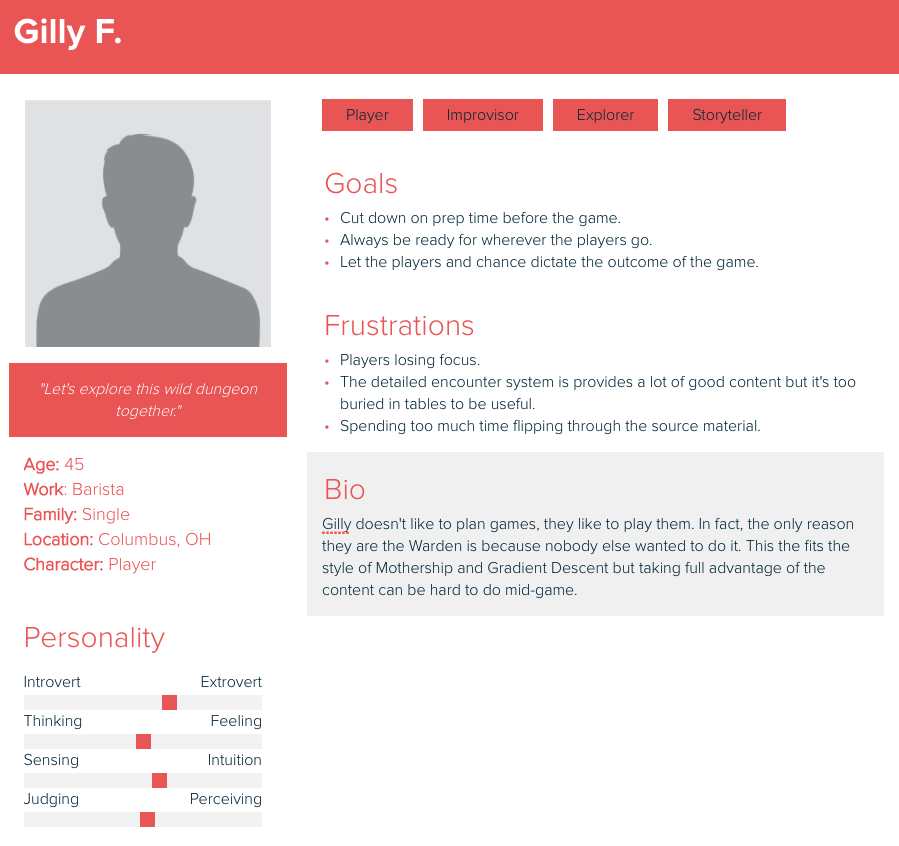 Gilly F.
Player
Improvisor
Explorer
Storyteller
"Let's explore this wild dungeon
together."
Age: 45
Work: Barista
Family: Single
Location: Columbus, OH
Character: Player
Personality
Introvert Extrovert
Thinking Feeling
Sensing Intuition
Judging Perceiving
Goals
• Cut down on prep time before the game.
• Always be ready for wherever the players go.
• Let the players and chance dictate the outcome of the game.
Frustrations
• Players losing focus.
• The detailed encounter system is provides a lot of good content but it's too
buried in tables to be useful.
• Spending too much time flipping through the source material.
Bio
Gilly doesn't like to plan games, they like to play them. In fact, the only reason
they are the Warden is because nobody else wanted to do it. This the fits the
style of Mothership and Gradient Descent but taking full advantage of the
content can be hard to do mid-game.